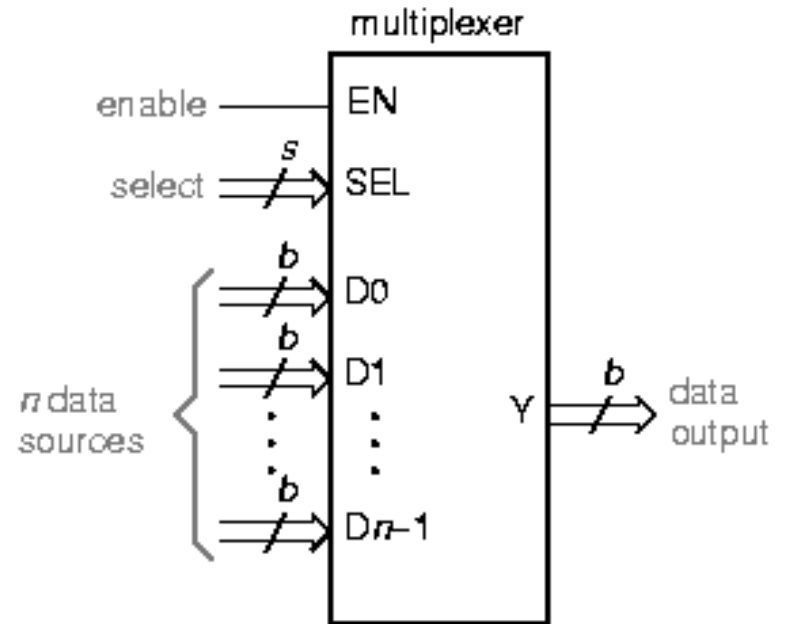 multiplexer
enable
EN
s
select
SEL
b
D0
b
D1
n data
sources
b
Dn–1
Y
b
data
output